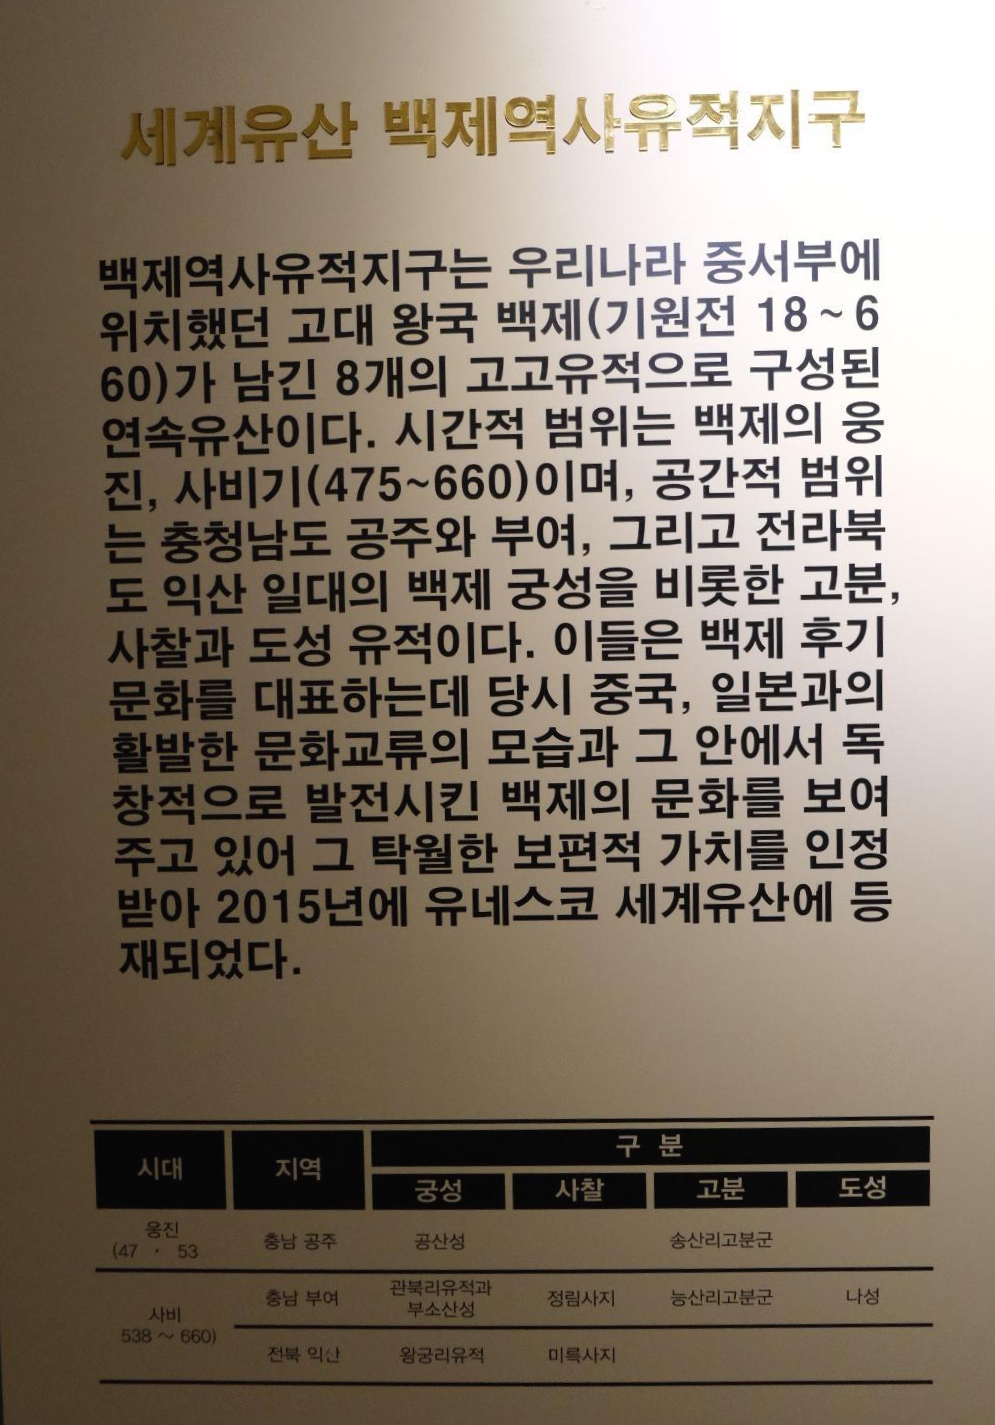 세계유산 백제역사유적지구
백제역사유적지구는 우리나라 중서부에
위치했던 고대 왕국 백제(기원전 18 ~ 6
60)가 남긴 8개의 고고유적으로 구성된
연속유산이다. 시간적 범위는 백제의 웅
진, 사비기(475~660)이며, 공간적 범위
는 충청남도 공주와 부여, 그리고 전라북
도 익산 일대의 백제 궁성을 비롯한 고분,
사찰과 도성 유적이다. 이들은 백제 후기
문화를 대표하는데 당시 중국, 일본과의
활발한 문화교류의 모습과 그 안에서 독
창적으로 발전시킨 백제의 문화를 보여
주고 있어 그 탁월한 보편적 가치를 인정
받아 2015년에 유네스코 세계유산에 등
재되었다.
시대 지역 구 분
궁성 사찰 고분 도성
웅진
(47 · 53
충남 공주 공산성 송산리고분군
사비
538 ~ 660)
충남 부여 관북리유적과
부소산성
정림사지 능산리고분군 나성
전북 익산 왕궁리유적 미륵사지